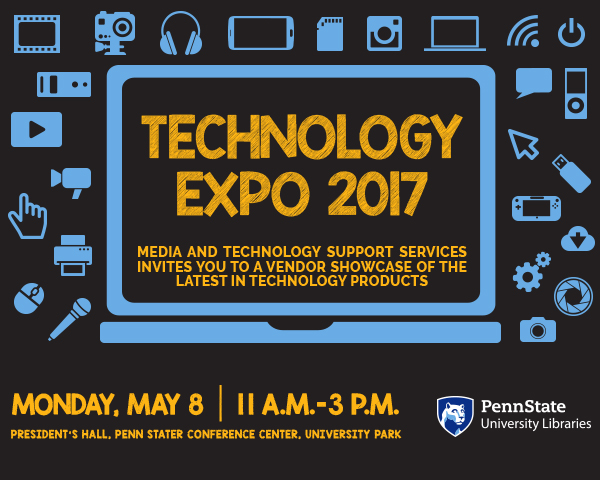 TECHNOLOGY
EXPO 2017
MEDIA AND TECHNOLOGY SUPPORT SERVICES
INVITES YOU TO A VENDOR SHOWCASE OF THE
LATEST IN TECHNOLOGY PRODUCTS
MONDAY, MAY 8 | 11 A.M.-3 P.M.
PRESIDENT'S HALL, PENN STATER CONFERENCE CENTER, UNIVERSITY PARK
PennState
University Libraries